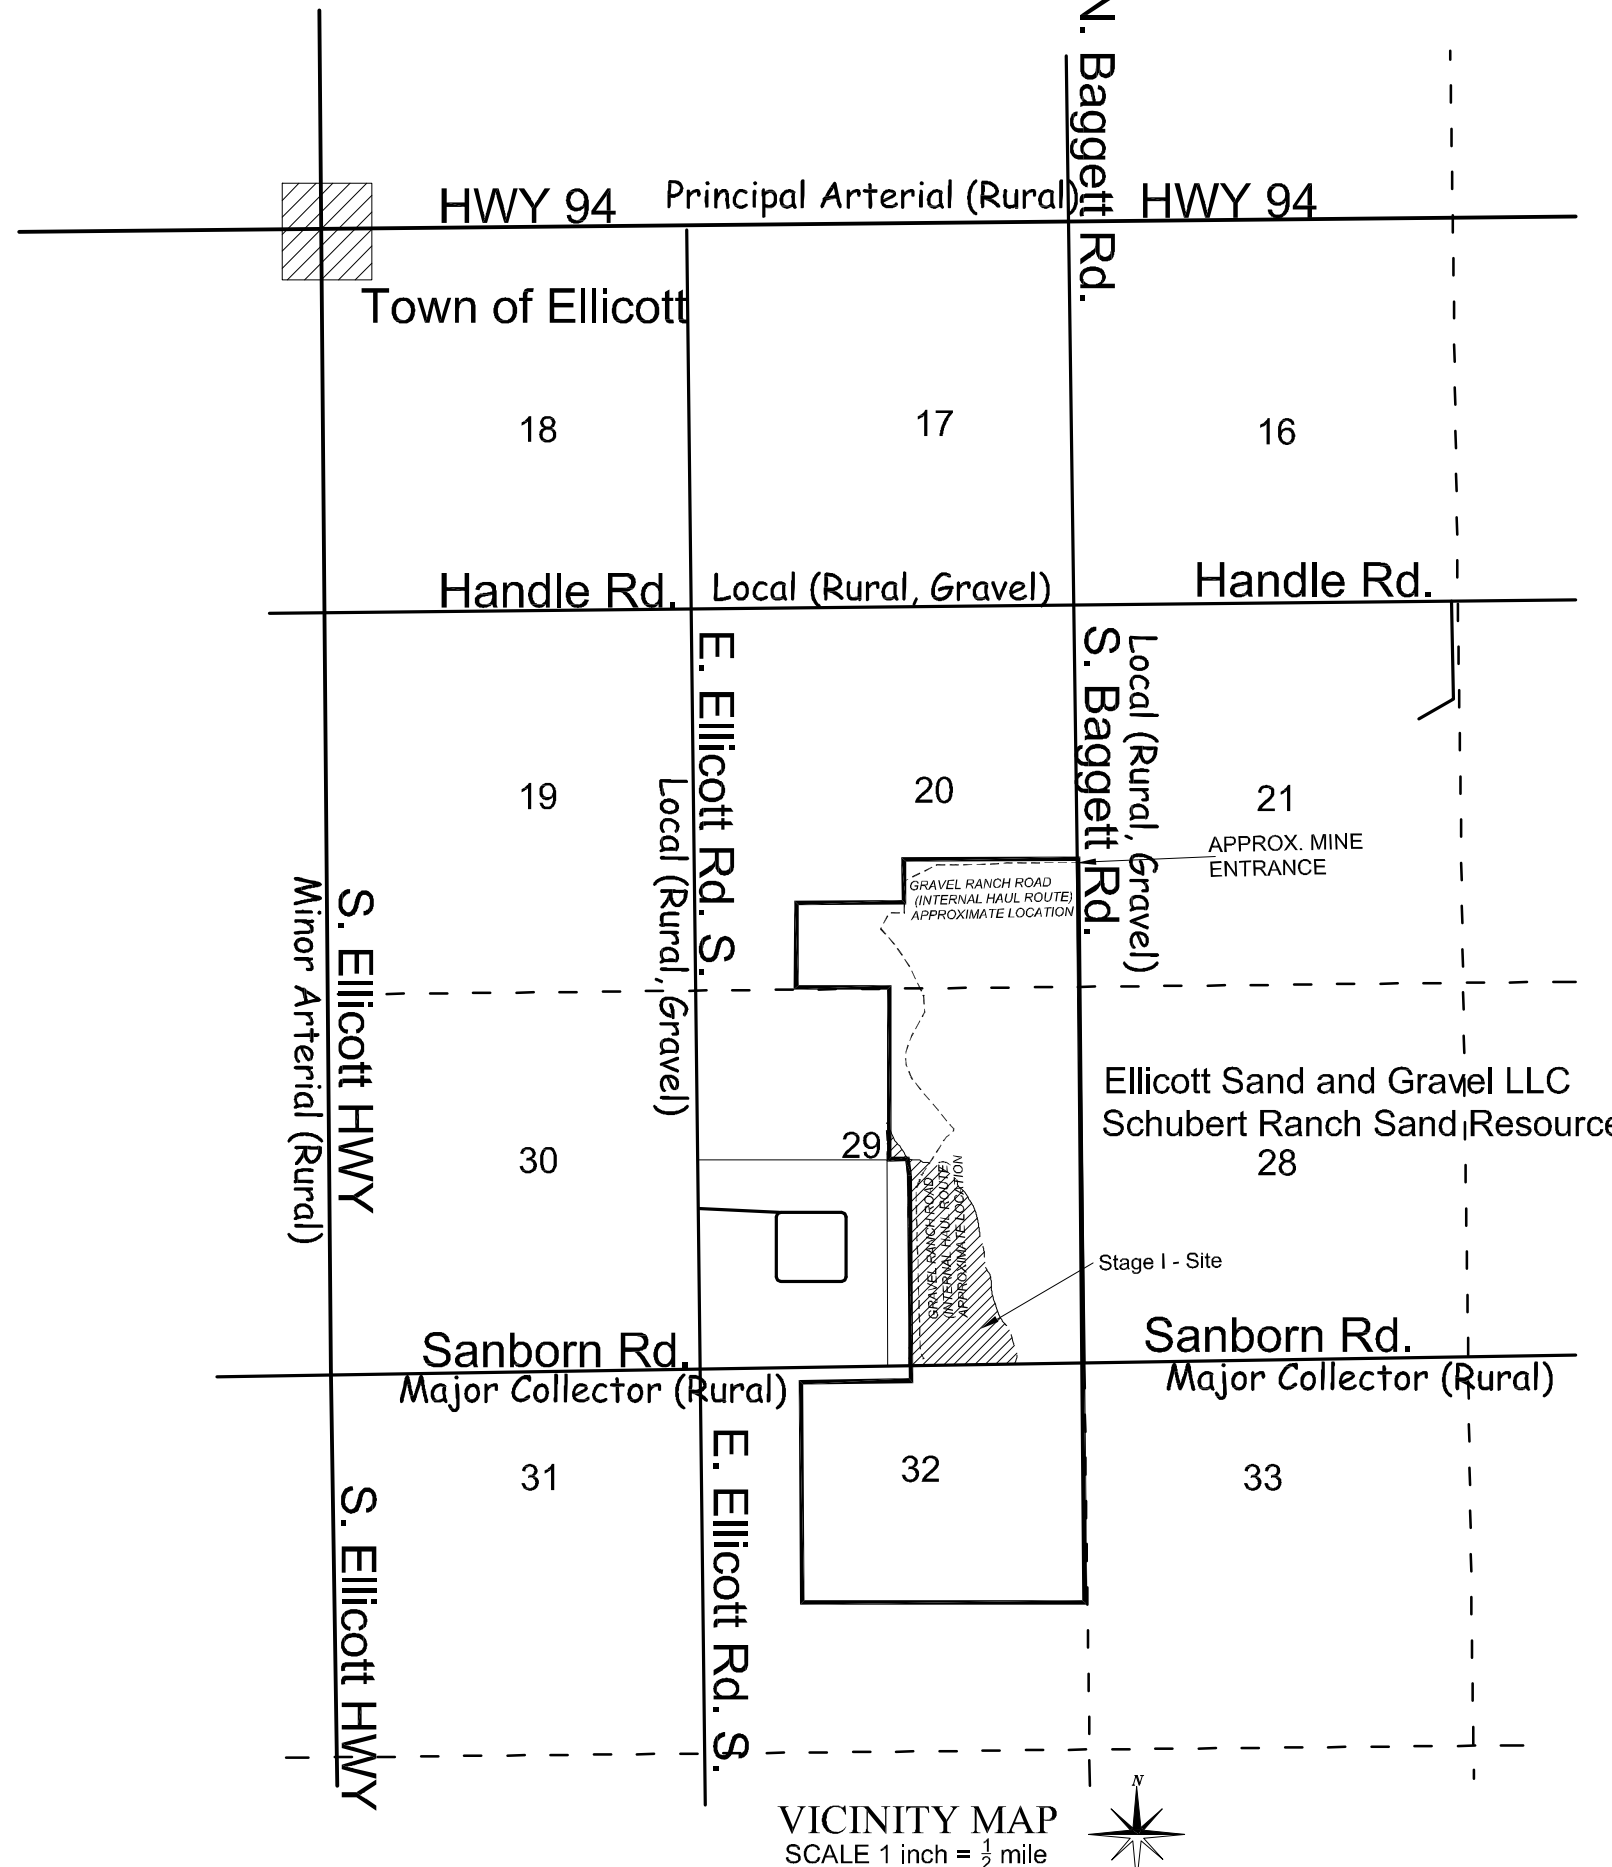 N. Baggett Rd.
HWY 94
Principal Arterial (Rural)
HWY 94
Town of Ellicott
18
17
16
Handle Rd.
Local (Rural, Gravel)
Handle Rd.
E. Ellicott Rd. S.
Local (Rural, Gravel)
S. Baggett Rd.
Local (Rural, Gravel)
19
20
21
APPROX. MINE
ENTRANCE
GRAVEL RANCH ROAD
(INTERNAL HAUL ROUTE)
APPROXIMATE LOCATION
S. Ellicott HWY
Minor Arterial (Rural)
Ellicott Sand and Gravel LLC
Schubert Ranch Sand Resource
30
29
28
GRAVEL RANCH ROAD
(INTERNAL HAUL ROUTE)
APPROXIMATE LOCATION
Stage I - Site
Sanborn Rd.
Major Collector (Rural)
Sanborn Rd.
Major Collector (Rural)
31
32
33
S. Ellicott HWY
E. Ellicott Rd. S.
N
VICINITY MAP
SCALE 1 inch = 1/2 mile